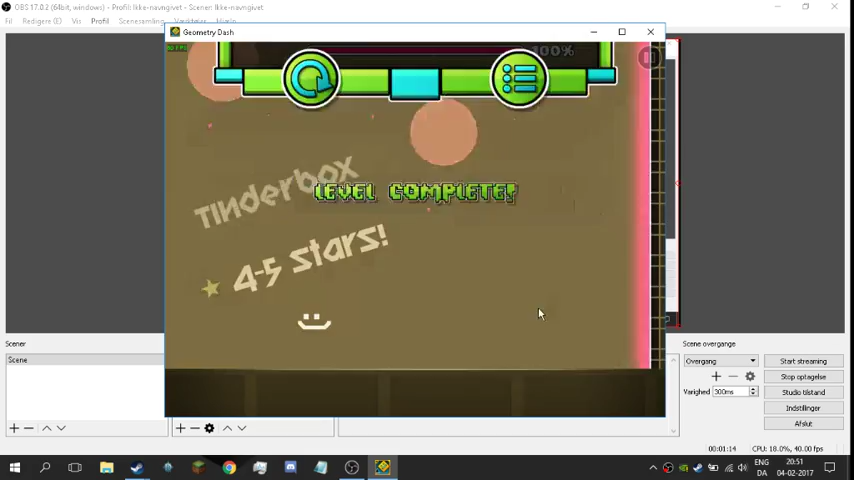 OBS 17.0.2 (64bit, windows) - Profil: Ikke-navngivet - Scener: Ikke-navngivet
Fil Redigere (E) Vis Profil Scenesamling
Geometry Dash
60 FPS
100%
LEVEL COMPLETE!
Tinderbox
4-5 stars!
Scener
Scene
Scene overgange
Overgang
Varighed 300ms
Start streaming
Stop optagelse
Studio tilstand
Indstillinger
Afslut
00:01:14 CPU: 18.0%, 40.00 fps
ENG
DA
20:51
04-02-2017